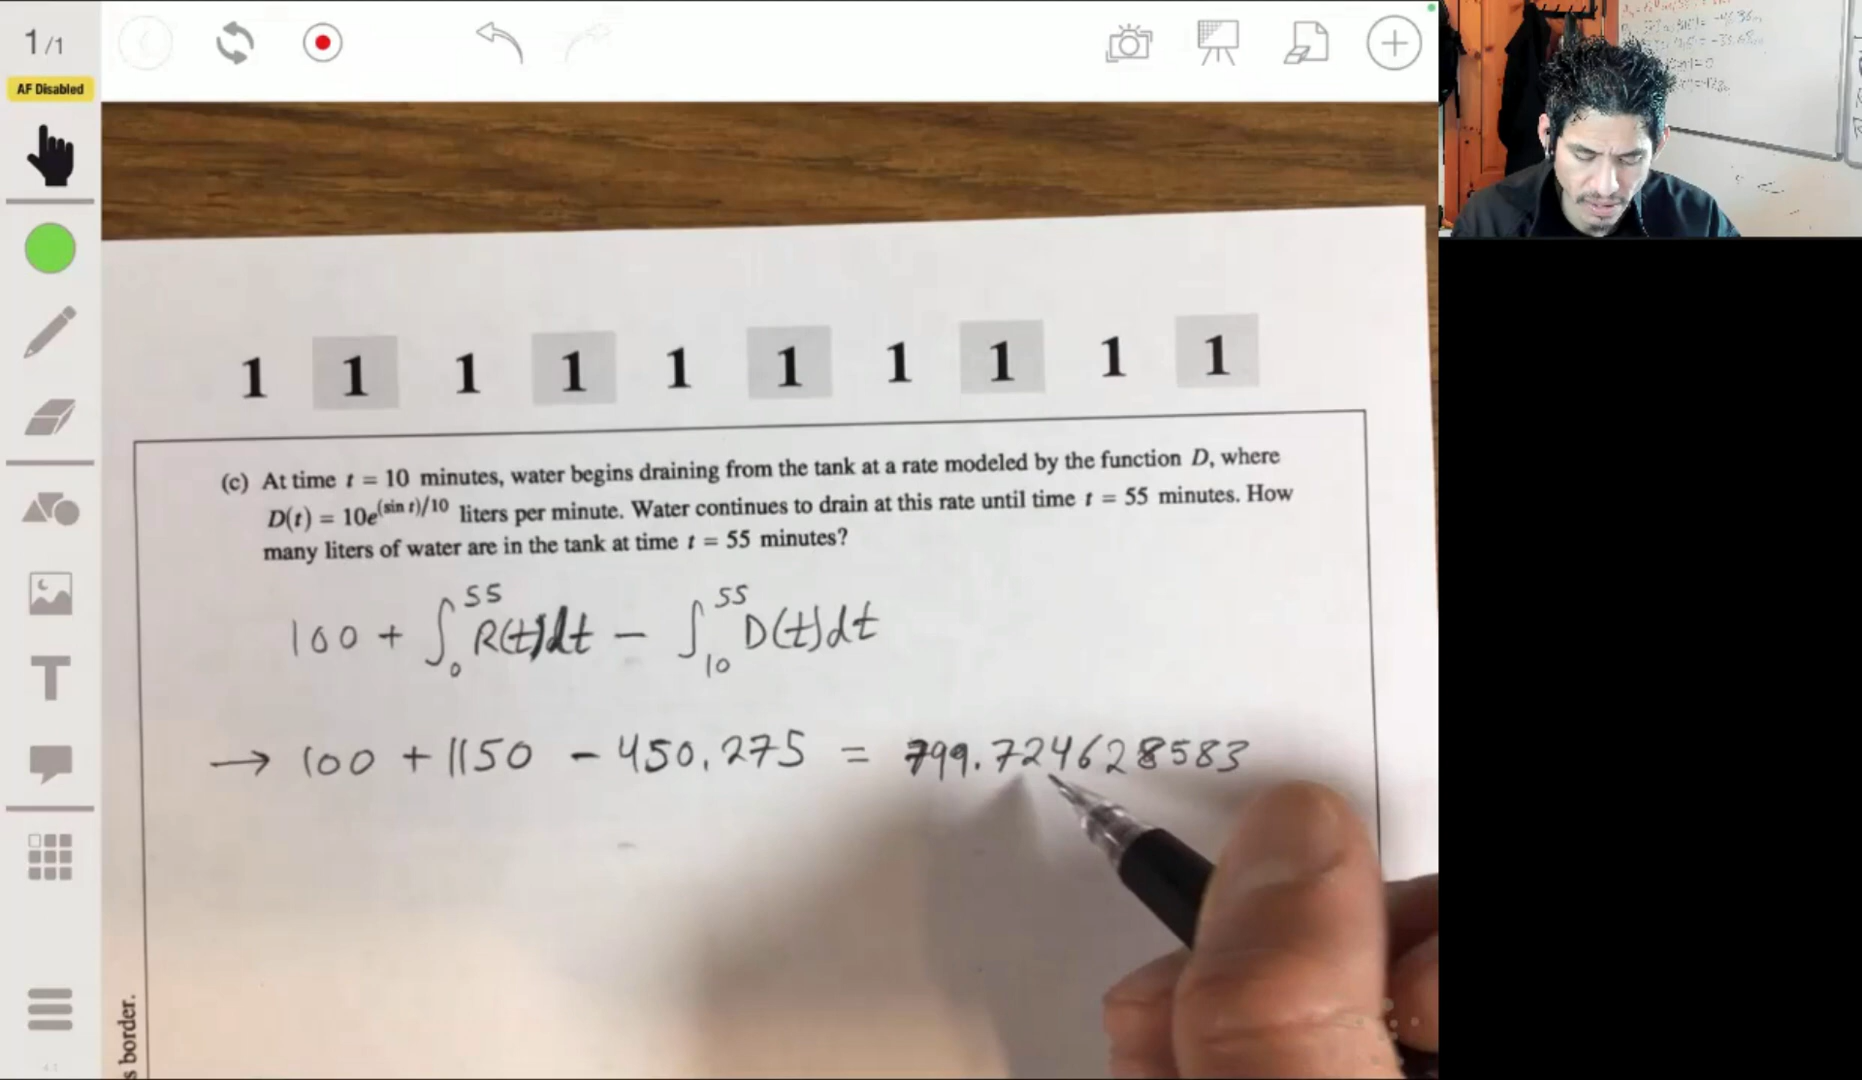 1/1
AF Disabled
1 1 1 1 1 1 1 1 1 1
(c) At time t = 10 minutes, water begins draining from the tank at a rate modeled by the function D, where
D(t) = 10e^(sin t)/10 liters per minute. Water continues to drain at this rate until time t = 55 minutes. How
many liters of water are in the tank at time t = 55 minutes?
100 + ∫₀⁵⁵ R(t)dt − ∫₁₀⁵⁵ D(t)dt
→ 100 + 1150 − 450.275 = 799.724628583
s border.
T